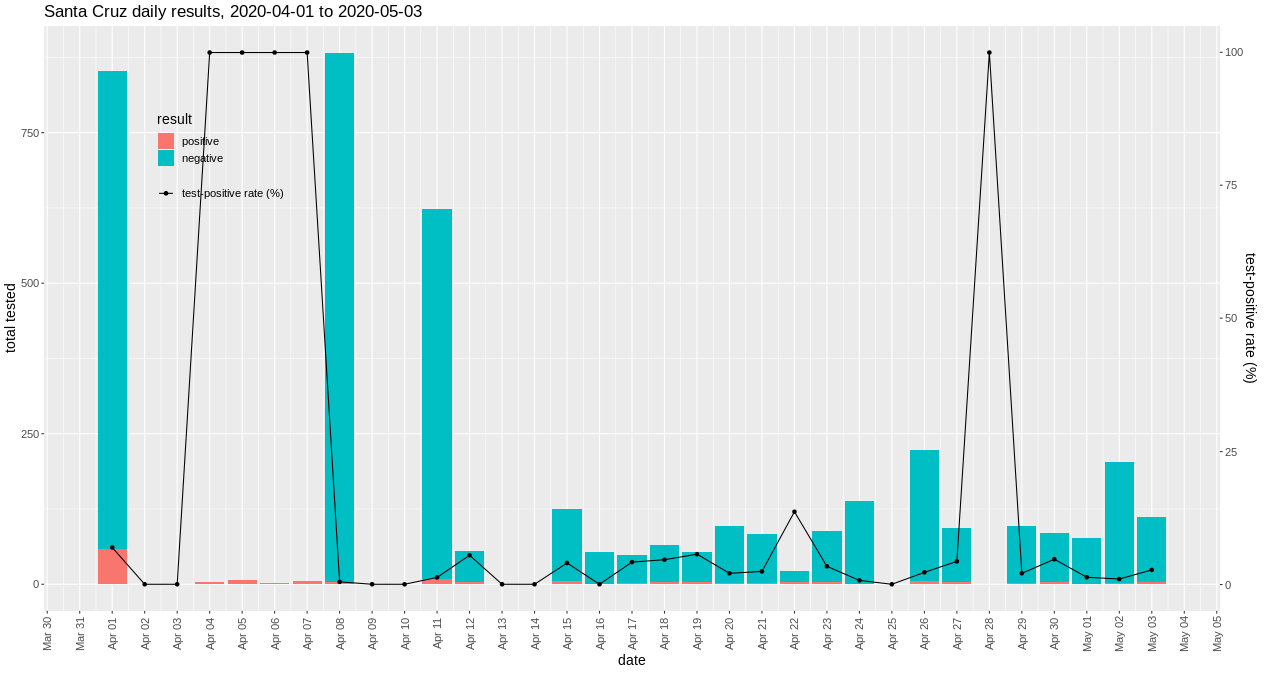 Santa Cruz daily results, 2020-04-01 to 2020-05-03
total tested
750
500
250
0
result
positive
negative
test-positive rate (%)
100
75
50
25
0
test-positive rate (%)
Mar 30
Mar 31
Apr 01
Apr 02
Apr 03
Apr 04
Apr 05
Apr 06
Apr 07
Apr 08
Apr 09
Apr 10
Apr 11
Apr 12
Apr 13
Apr 14
Apr 15
Apr 16
Apr 17
Apr 18
Apr 19
Apr 20
Apr 21
Apr 22
Apr 23
Apr 24
Apr 25
Apr 26
Apr 27
Apr 28
Apr 29
Apr 30
May 01
May 02
May 03
May 04
May 05
date